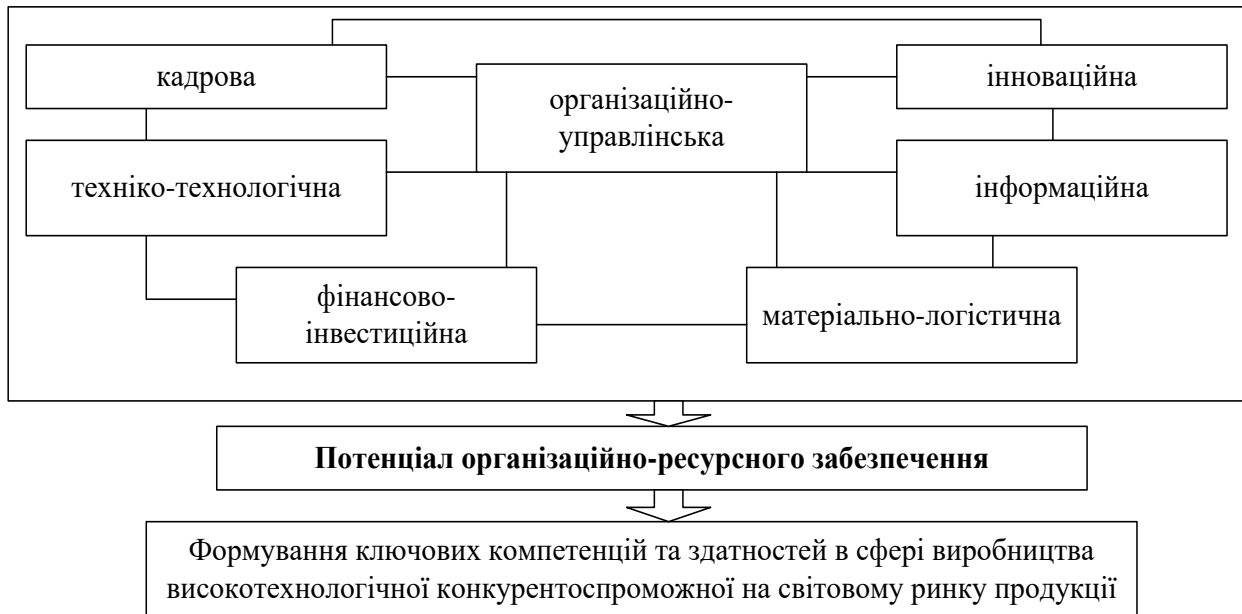 кадрова
організаційно-
управлінська
інноваційна
техніко-технологічна
інформаційна
фінансово-
інвестиційна
матеріально-логістична
Потенціал організаційно-ресурсного забезпечення
Формування ключових компетенцій та здатностей в сфері виробництва
високотехнологічної конкурентоспроможної на світовому ринку продукції